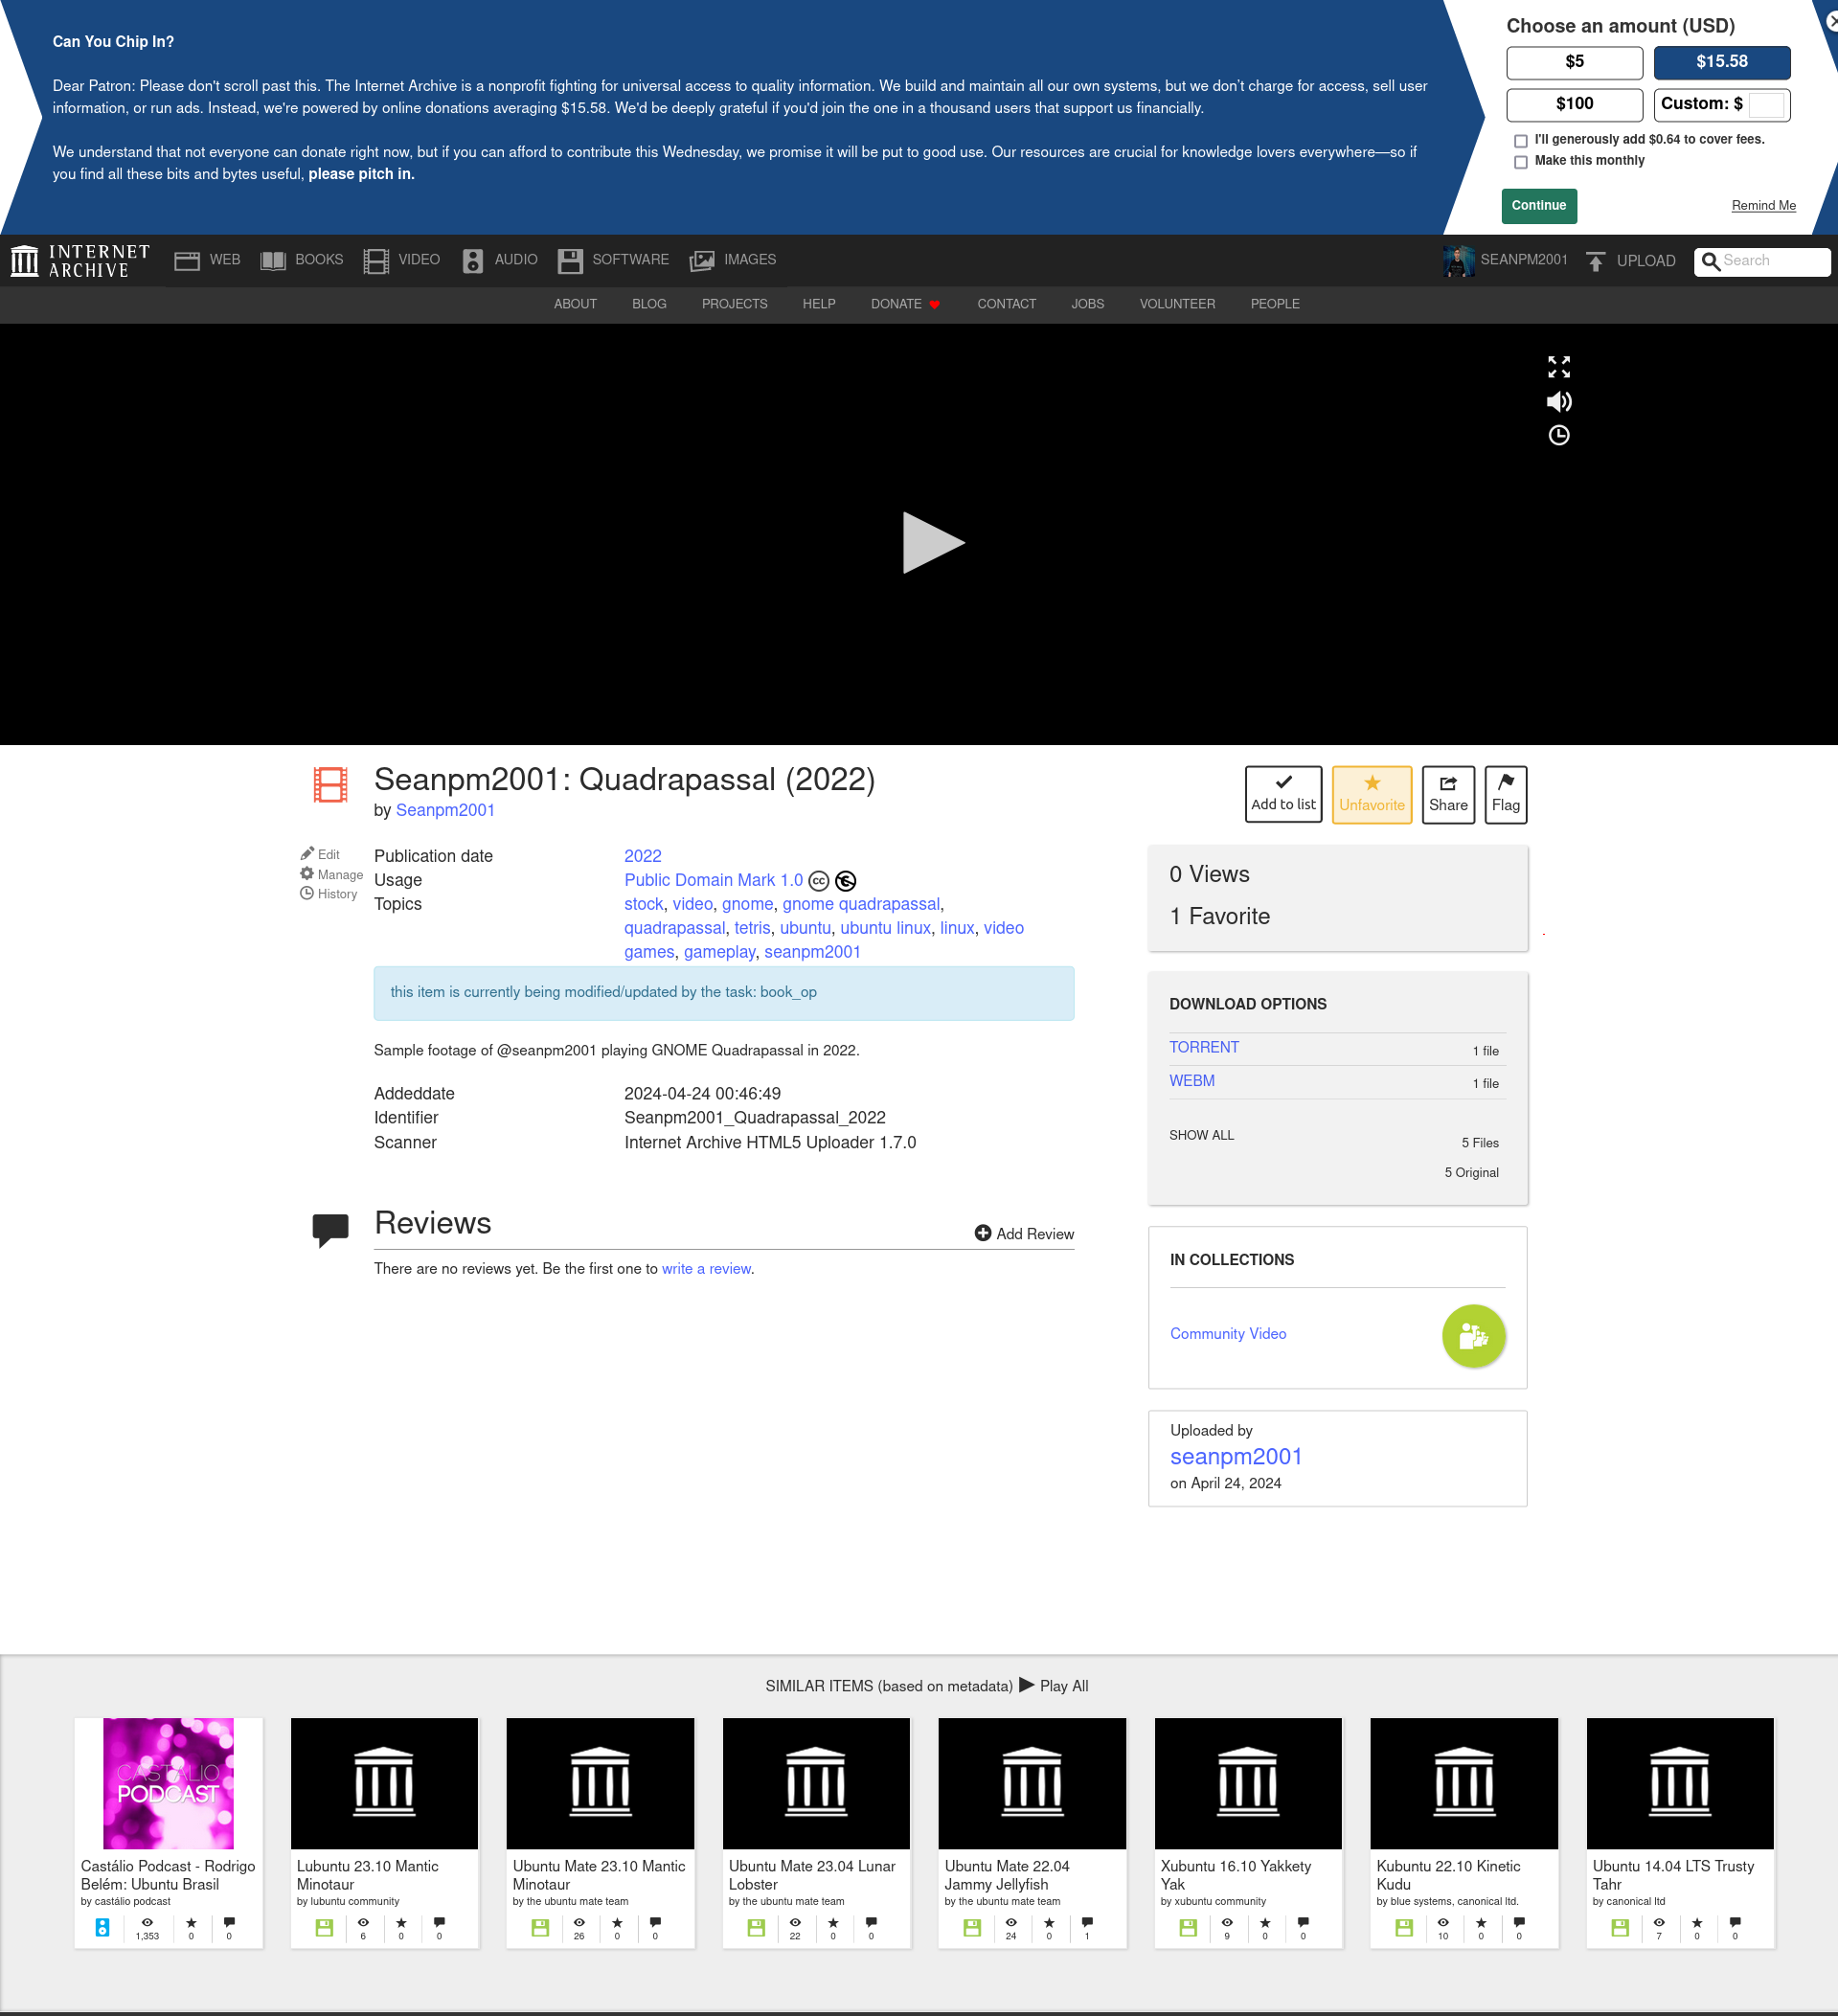 Can You Chip In?
Dear Patron: Please don't scroll past this. The Internet Archive is a nonprofit fighting for universal access to quality information. We build and maintain all our own systems, but we don't charge for access, sell user
information, or run ads. Instead, we're powered by online donations averaging $15.58. We'd be deeply grateful if you'd join the one in a thousand users that support us financially.
We understand that not everyone can donate right now, but if you can afford to contribute this Wednesday, we promise it will be put to good use. Our resources are crucial for knowledge lovers everywhere—so if
you find all these bits and bytes useful, please pitch in.
Choose an amount (USD)
$5 $15.58
$100 Custom: $
I'll generously add $0.64 to cover fees.
Make this monthly
Continue Remind Me
INTERNET
ARCHIVE
WEB BOOKS VIDEO AUDIO SOFTWARE IMAGES SEANPM2001 UPLOAD Search
ABOUT BLOG PROJECTS HELP DONATE CONTACT JOBS VOLUNTEER PEOPLE
Seanpm2001: Quadrapassal (2022)
by Seanpm2001
Add to list Unfavorite Share Flag
Edit
Manage
History
Publication date 2022
Usage Public Domain Mark 1.0 cc
Topics stock, video, gnome, gnome quadrapassal,
quadrapassal, tetris, ubuntu, ubuntu linux, linux, video
games, gameplay, seanpm2001
this item is currently being modified/updated by the task: book_op
Sample footage of @seanpm2001 playing GNOME Quadrapassal in 2022.
Addeddate 2024-04-24 00:46:49
Identifier Seanpm2001_Quadrapassal_2022
Scanner Internet Archive HTML5 Uploader 1.7.0
Reviews
Add Review
There are no reviews yet. Be the first one to write a review.
0 Views
1 Favorite
DOWNLOAD OPTIONS
TORRENT 1 file
WEBM 1 file
SHOW ALL 5 Files
5 Original
IN COLLECTIONS
Community Video
Uploaded by
seanpm2001
on April 24, 2024
SIMILAR ITEMS (based on metadata) Play All
CASTÁLIO
PODCAST
Castálio Podcast - Rodrigo
Belém: Ubuntu Brasil
by castálio podcast
1,353 0 0
Lubuntu 23.10 Mantic
Minotaur
by lubuntu community
6 0 0
Ubuntu Mate 23.10 Mantic
Minotaur
by the ubuntu mate team
26 0 0
Ubuntu Mate 23.04 Lunar
Lobster
by the ubuntu mate team
22 0 0
Ubuntu Mate 22.04
Jammy Jellyfish
by the ubuntu mate team
24 0 1
Xubuntu 16.10 Yakkety
Yak
by xubuntu community
9 0 0
Kubuntu 22.10 Kinetic
Kudu
by blue systems, canonical ltd.
10 0 0
Ubuntu 14.04 LTS Trusty
Tahr
by canonical ltd
7 0 0